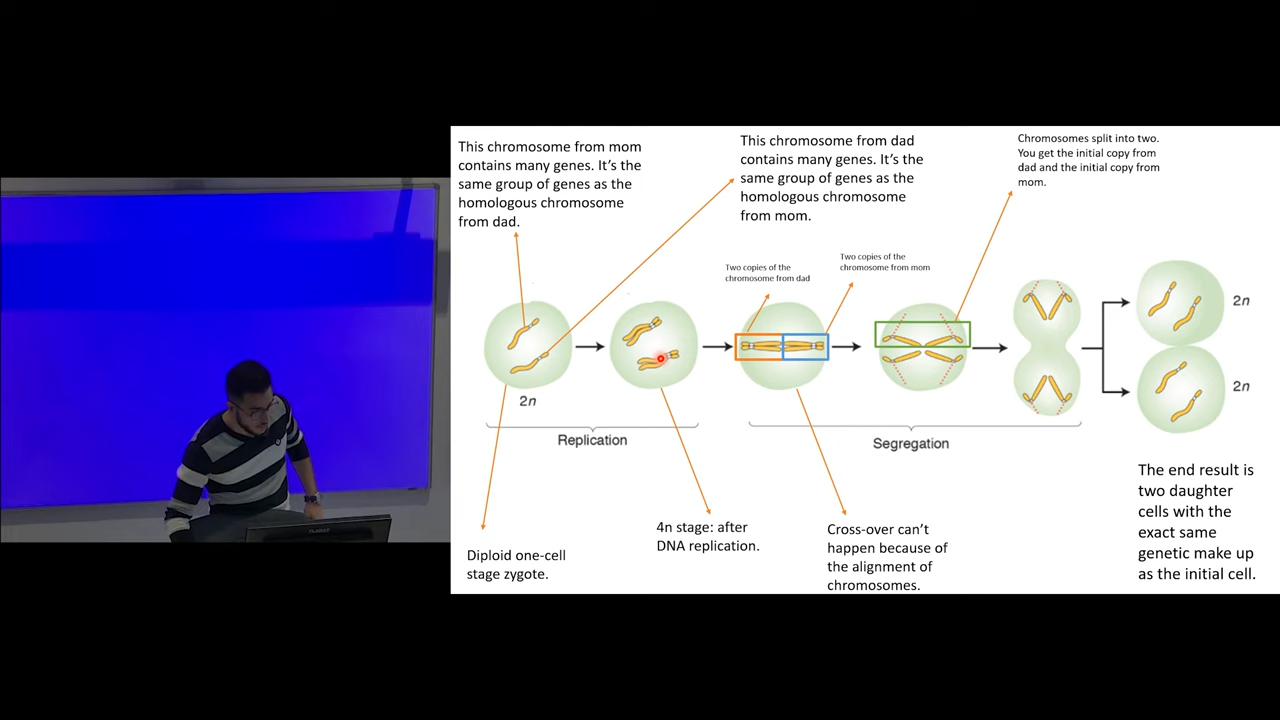 This chromosome from mom
contains many genes. It’s the
same group of genes as the
homologous chromosome
from dad.
This chromosome from dad
contains many genes. It’s the
same group of genes as the
homologous chromosome
from mom.
Chromosomes split into two.
You get the initial copy from
dad and the initial copy from
mom.
Two copies of the
chromosome from dad
Two copies of the
chromosome from mom
2n
2n
2n
Replication
Segregation
Diploid one-cell
stage zygote.
4n stage: after
DNA replication.
Cross-over can’t
happen because of
the alignment of
chromosomes.
The end result is
two daughter
cells with the
exact same
genetic make up
as the initial cell.